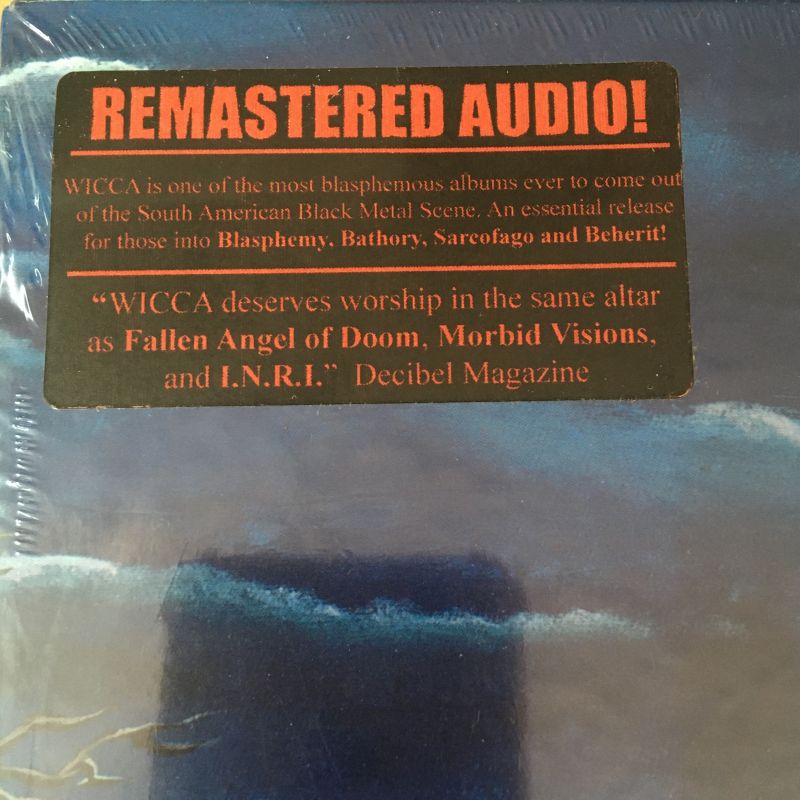 REMASTERED AUDIO!
WICCA is one of the most blasphemous albums ever to come out
of the South American Black Metal Scene. An essential release
for those into Blasphemy, Bathory, Sarcofago and Beherit!
“WICCA deserves worship in the same altar
as Fallen Angel of Doom, Morbid Visions,
and I.N.R.I.” Decibel Magazine